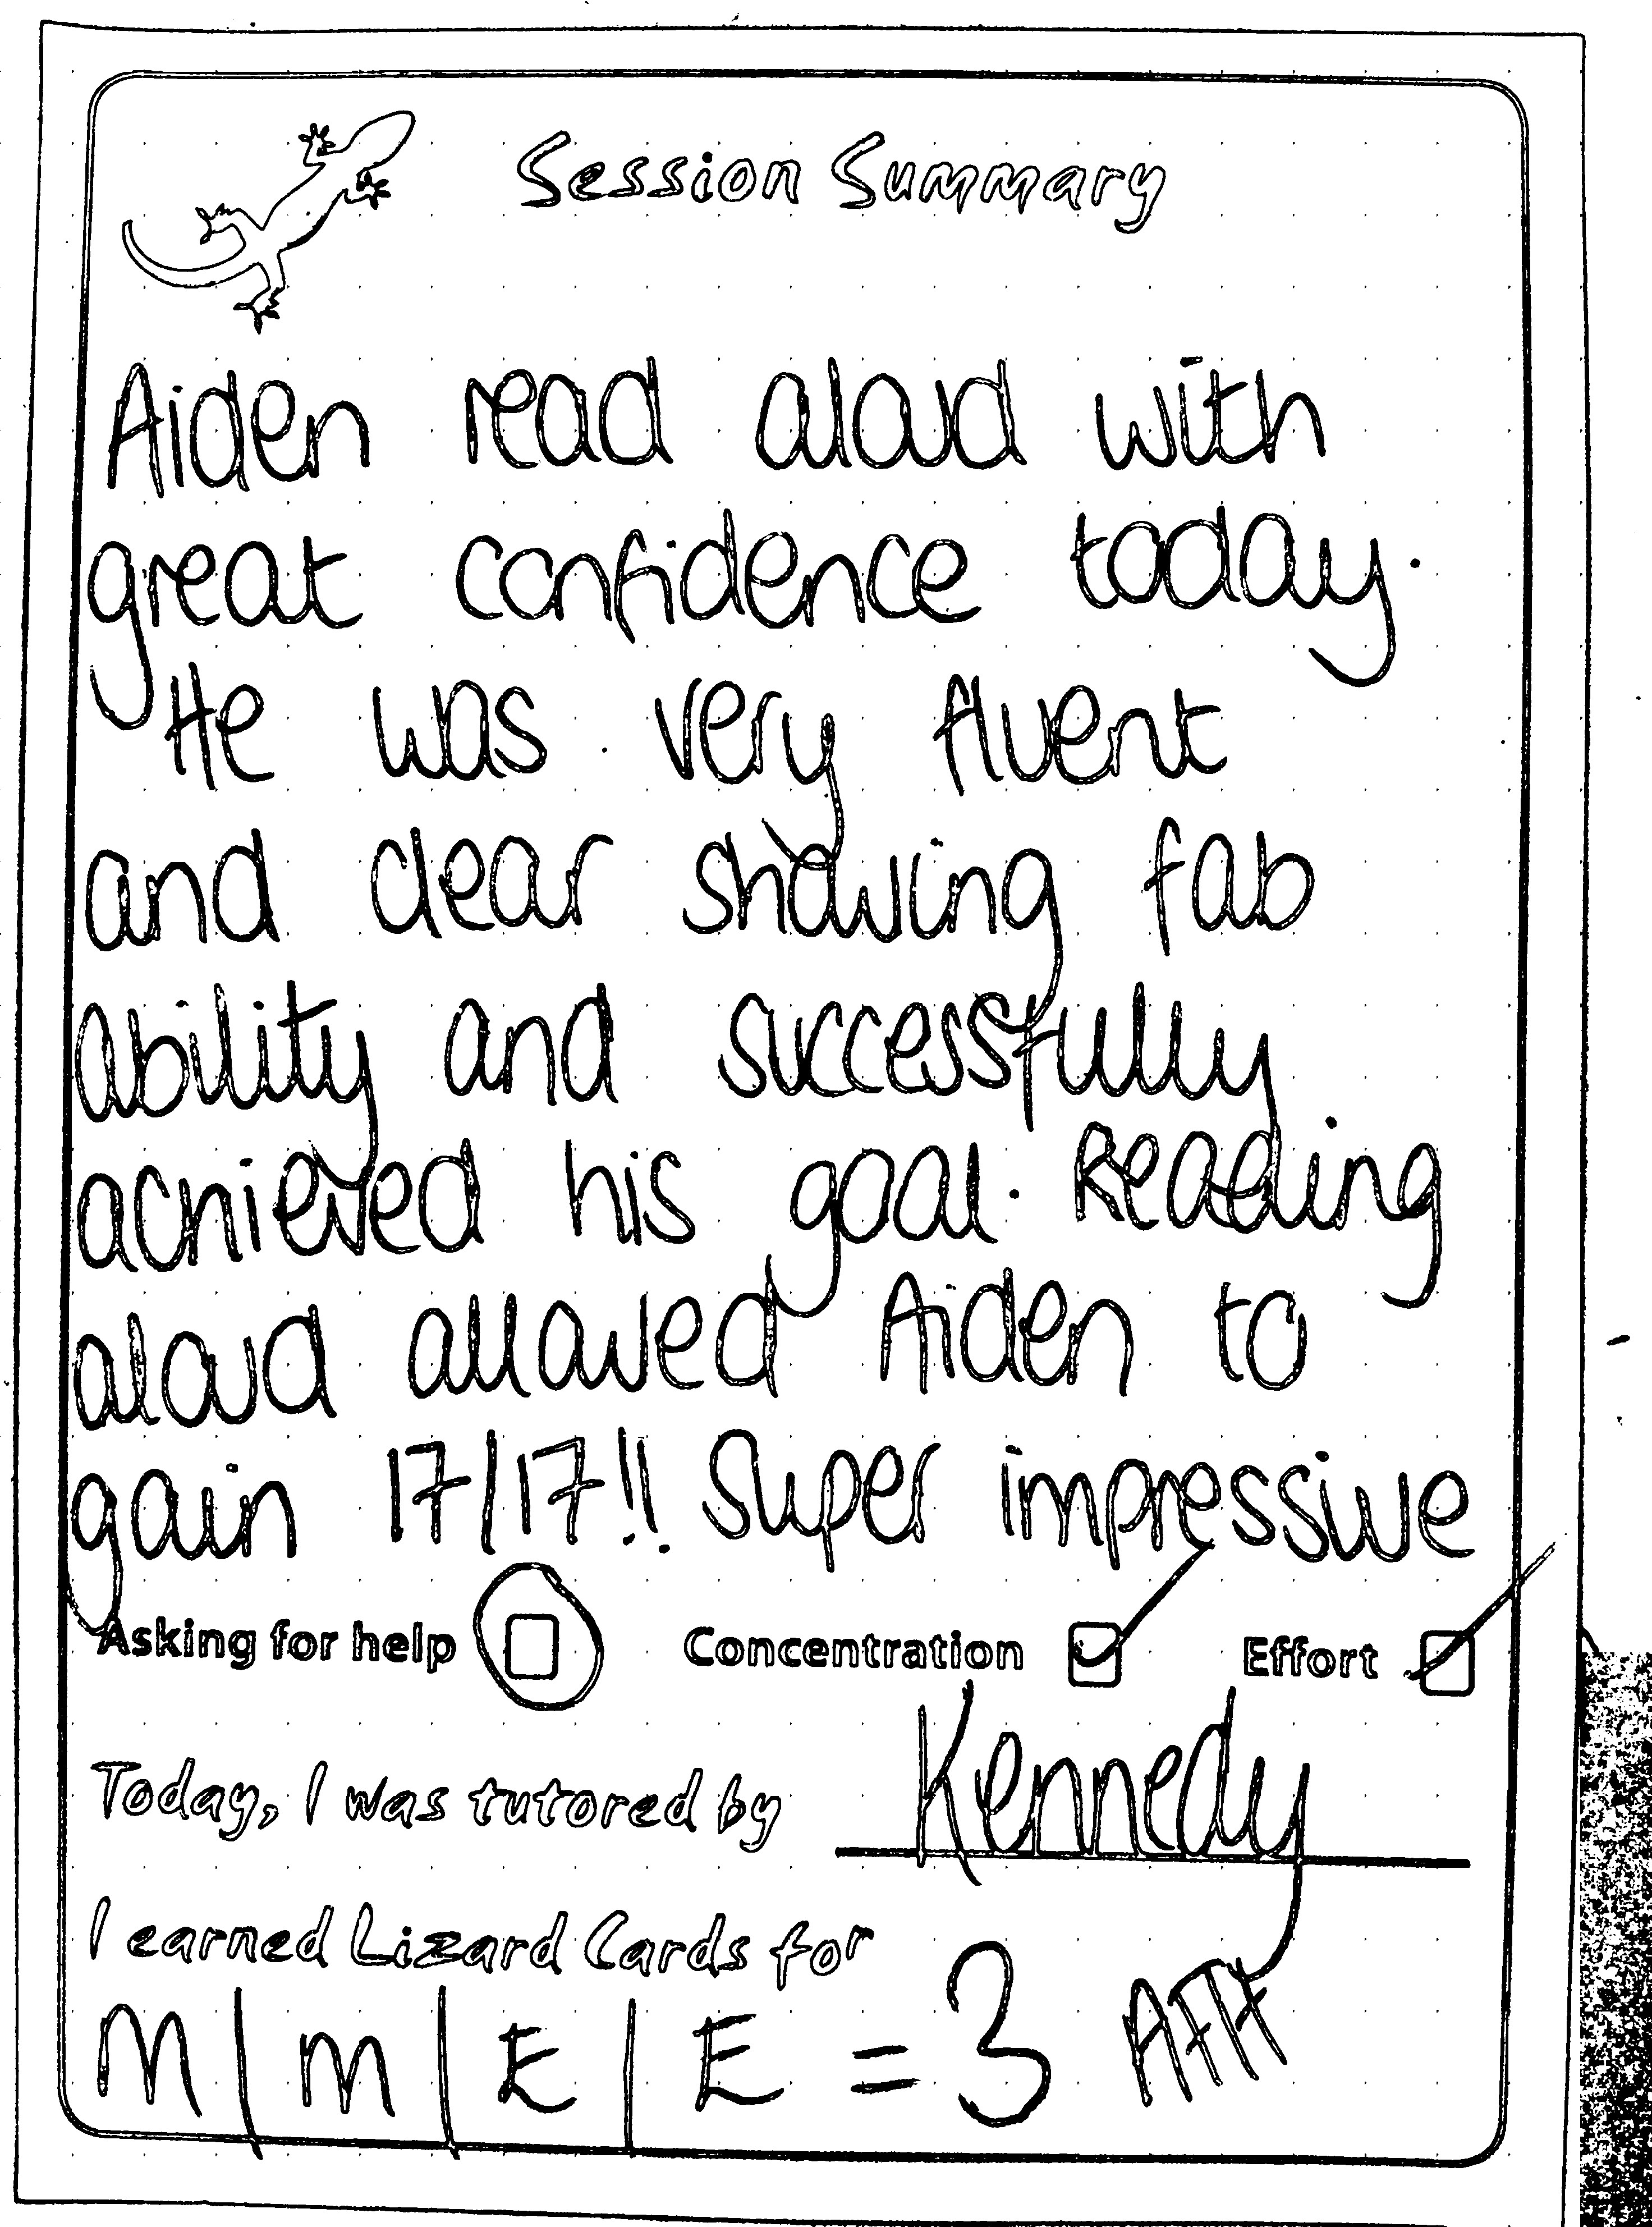 Session Summary
Aiden read aloud with
great confidence today.
He was very fluent
and clear showing fab
ability and successfully
achieved his goal. Reading
aloud allowed Aiden to
gain 17/17!! Super impressive
Asking for help Concentration Effort
Today, I was tutored by Kennedy
I earned Lizard Cards for
M | M | E | E = 3